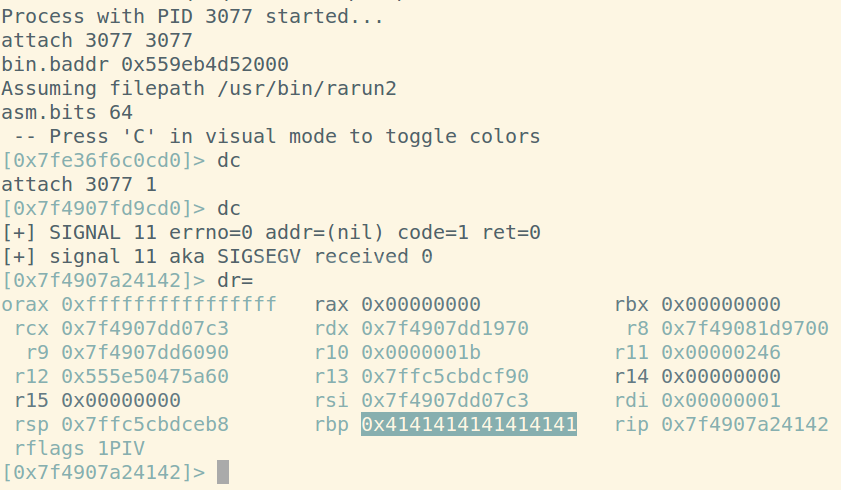 Process with PID 3077 started...
attach 3077 3077
bin.baddr 0x559eb4d52000
Assuming filepath /usr/bin/rarun2
asm.bits 64
 -- Press 'C' in visual mode to toggle colors
[0x7fe36f6c0cd0]> dc
attach 3077 1
[0x7f4907fd9cd0]> dc
[+] SIGNAL 11 errno=0 addr=(nil) code=1 ret=0
[+] signal 11 aka SIGSEGV received 0
[0x7f4907a24142]> dr=
orax 0xffffffffffffffff   rax 0x00000000           rbx 0x00000000
 rcx 0x7f4907dd07c3       rdx 0x7f4907dd1970        r8 0x7f49081d9700
  r9 0x7f4907dd6090       r10 0x0000001b           r11 0x00000246
 r12 0x555e50475a60       r13 0x7ffc5cbdcf90       r14 0x00000000
 r15 0x00000000           rsi 0x7f4907dd07c3       rdi 0x00000001
 rsp 0x7ffc5cbdceb8       rbp 0x4141414141414141   rip 0x7f4907a24142
 rflags 1PIV
[0x7f4907a24142]>